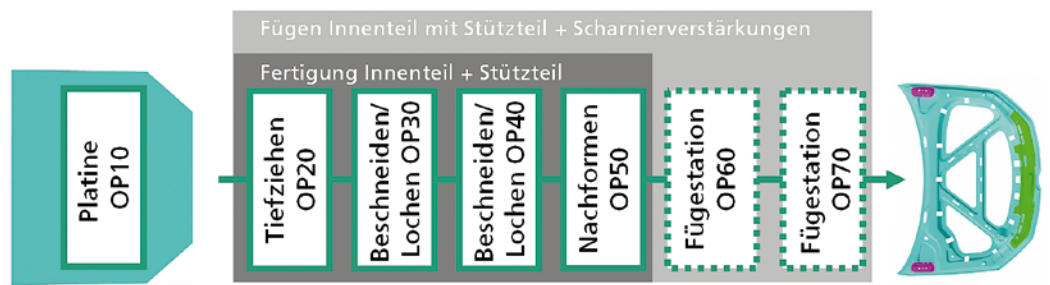 Fügen Innenteil mit Stützteil + Scharnierverstärkungen
Fertigung Innenteil + Stützteil
Platine
OP10
Tiefziehen
OP20
Beschneiden/
Lochen OP30
Beschneiden/
Lochen OP40
Nachformen
OP50
Fügestation
OP60
Fügestation
OP70